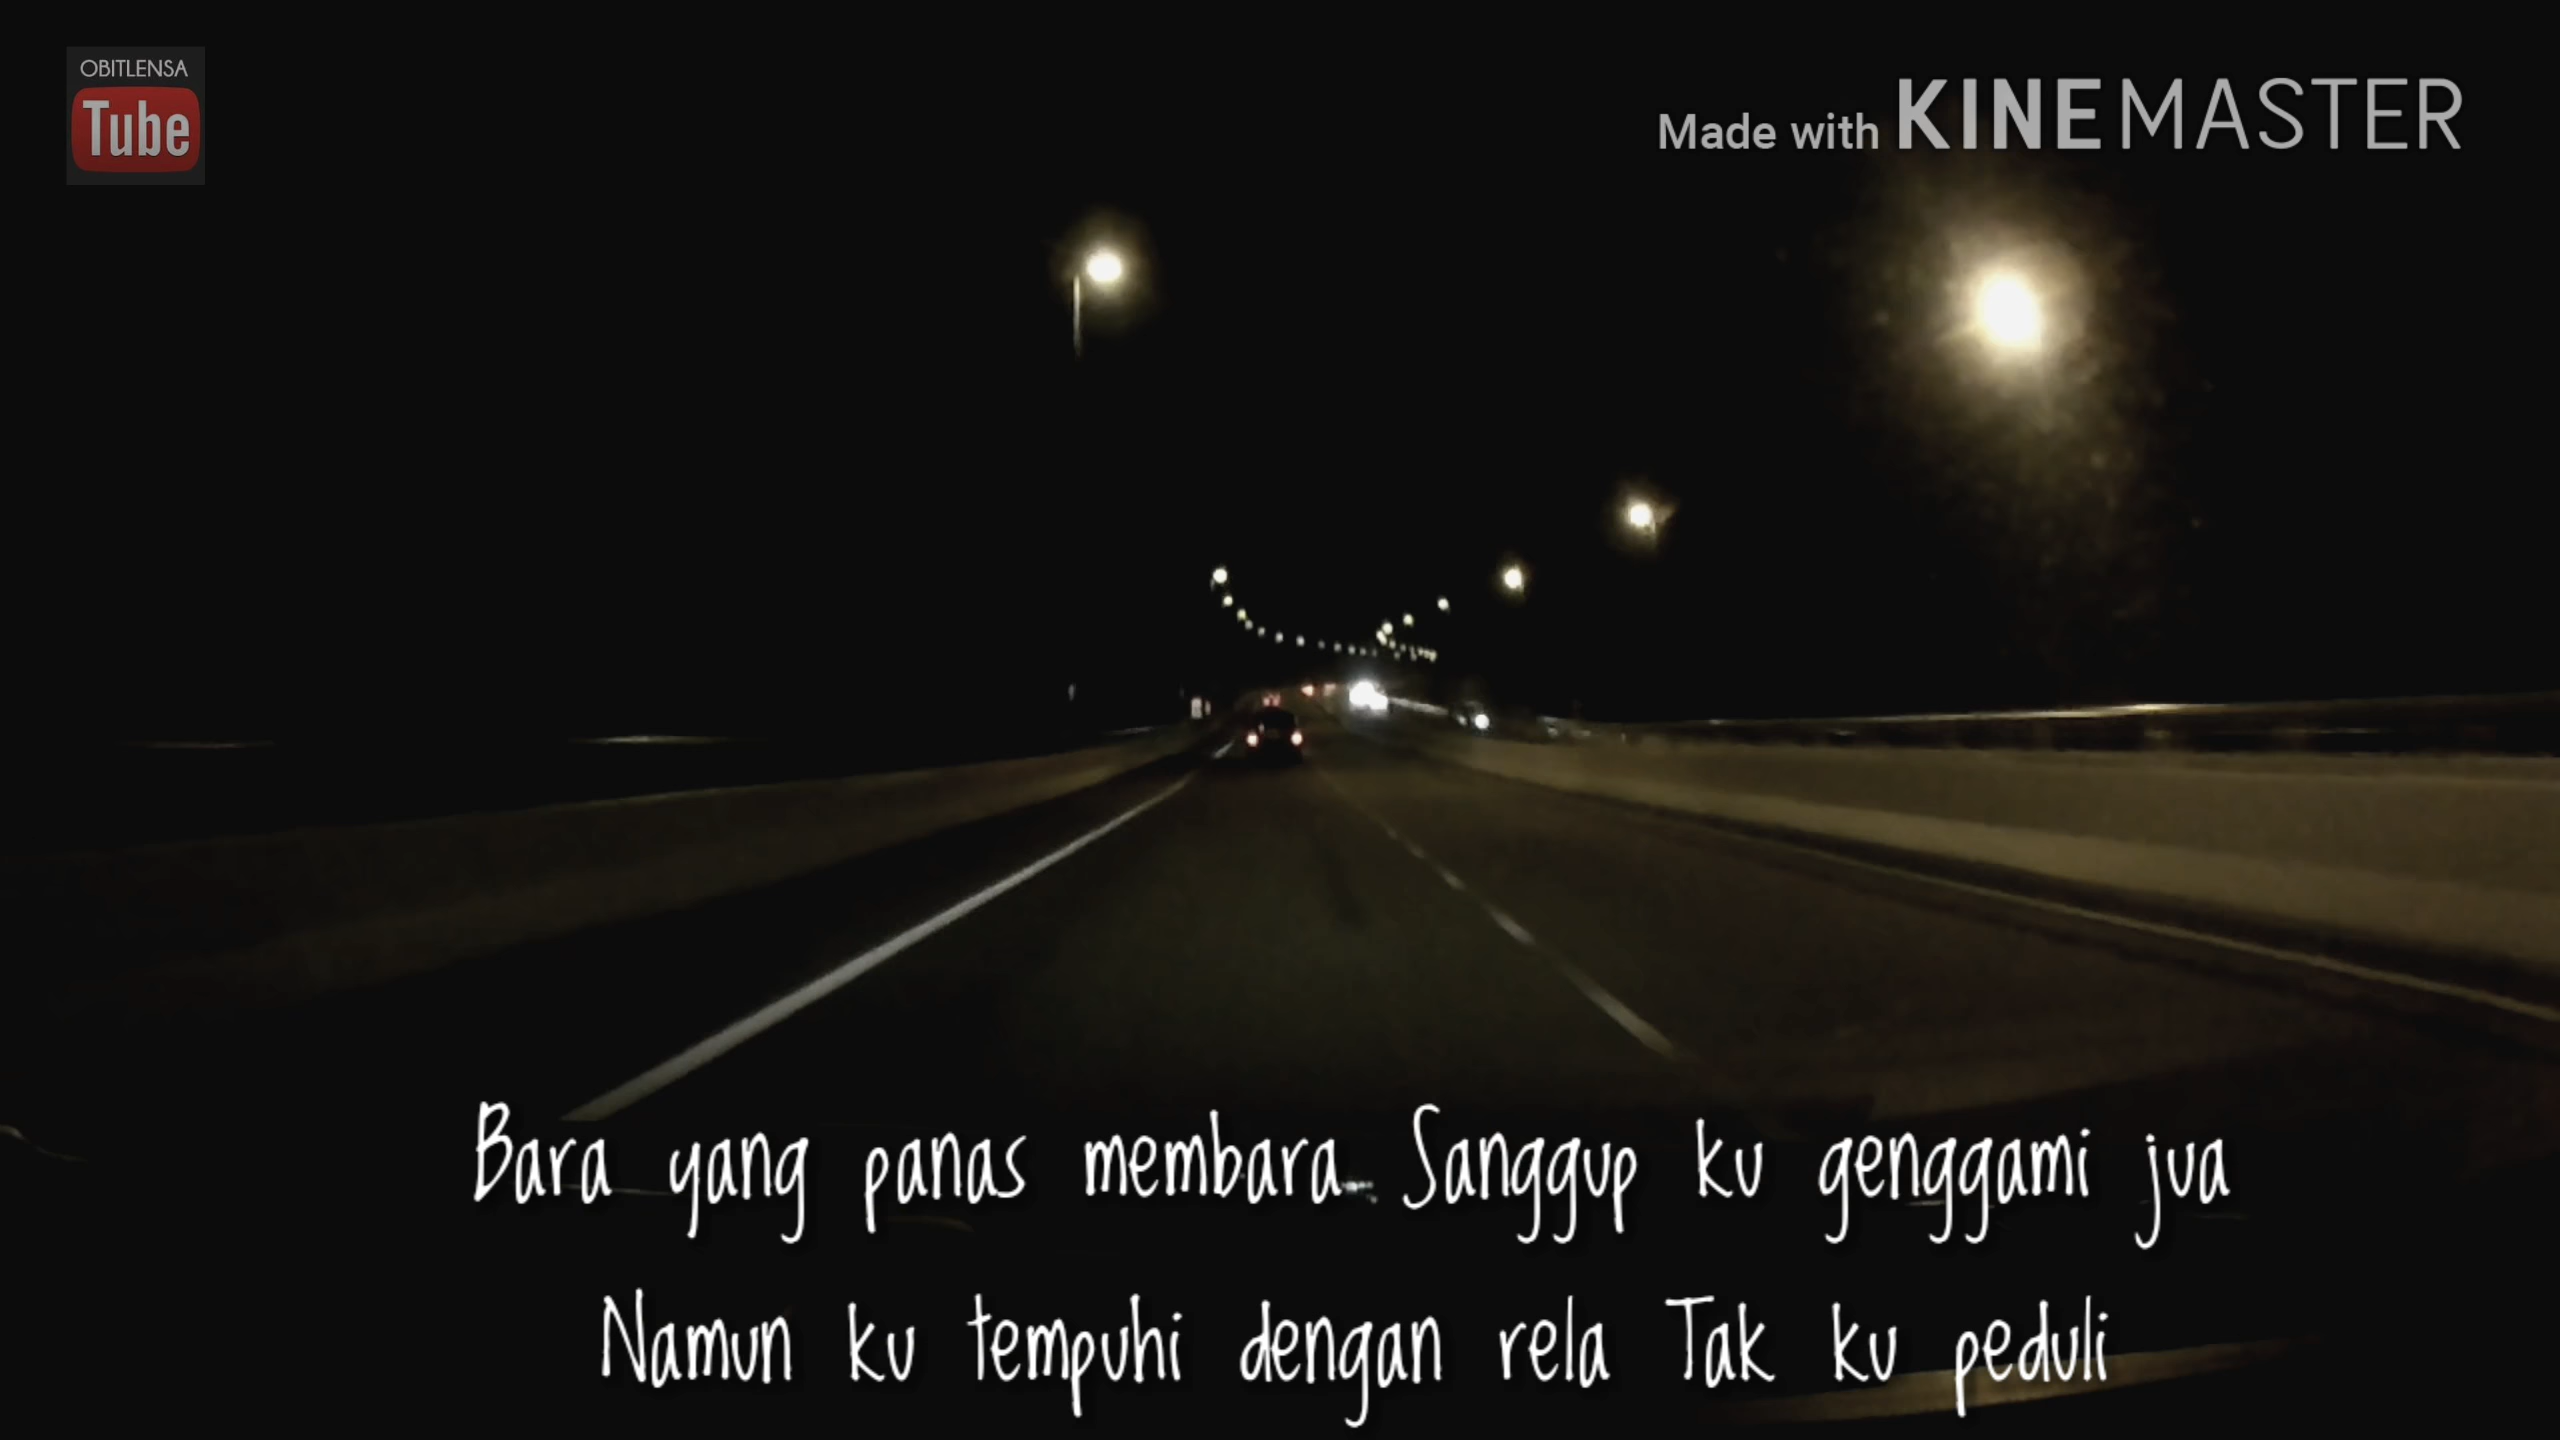 OBITLENSA
Tube
Made with KINEMASTER
Bara yang panas membara Sanggup ku genggami jua
Namun ku tempuhi dengan rela Tak ku peduli